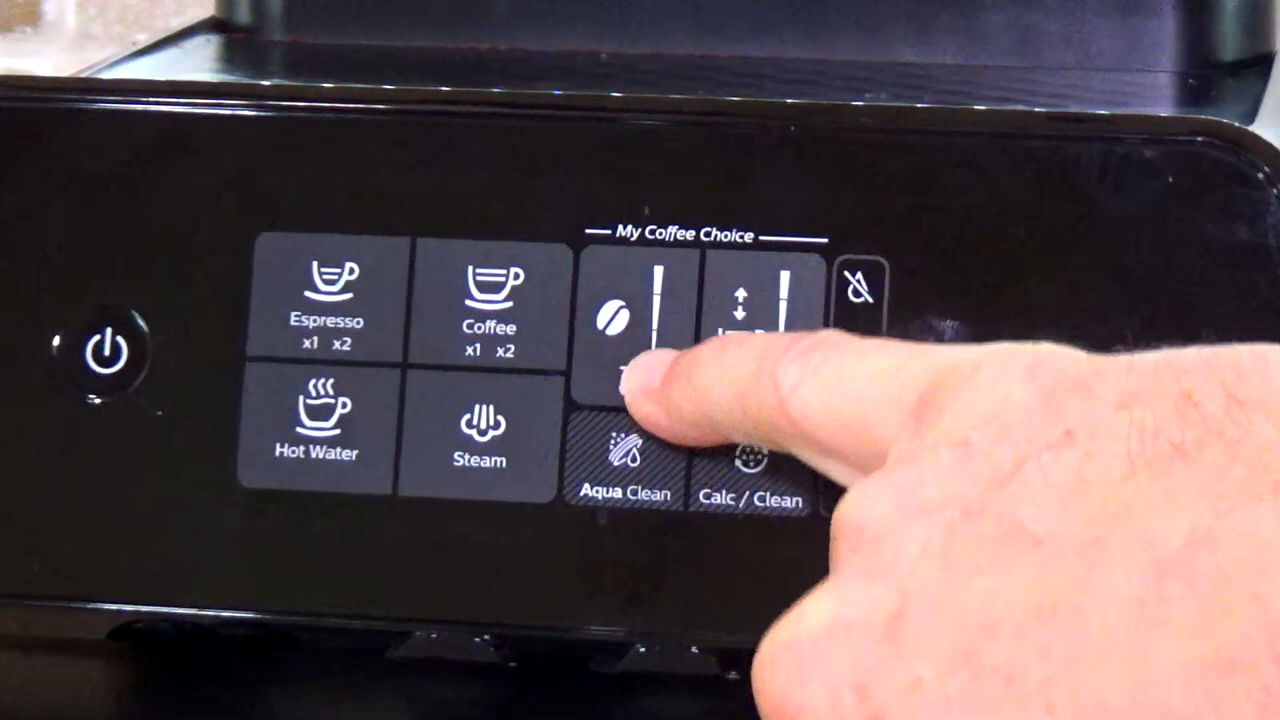 My Coffee Choice
Espresso
x1 x2
Coffee
x1 x2
Hot Water
Steam
Aqua Clean
Calc / Clean